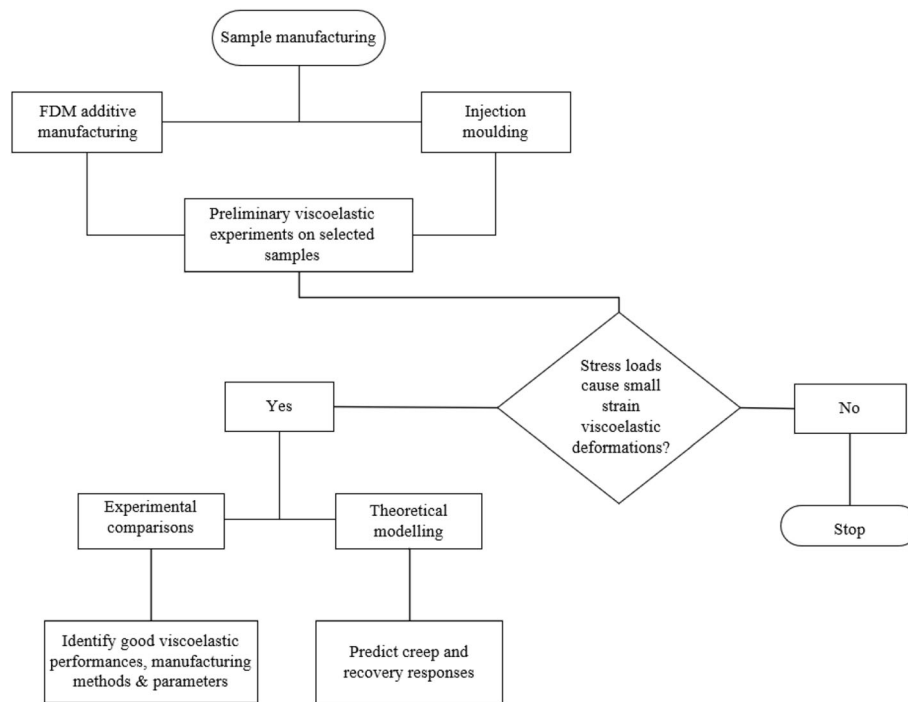 Sample manufacturing
FDM additive
manufacturing
Injection
moulding
Preliminary viscoelastic
experiments on selected
samples
Stress loads
cause small
strain
viscoelastic
deformations?
Yes
No
Experimental
comparisons
Theoretical
modelling
Stop
Identify good viscoelastic
performances, manufacturing
methods & parameters
Predict creep and
recovery responses